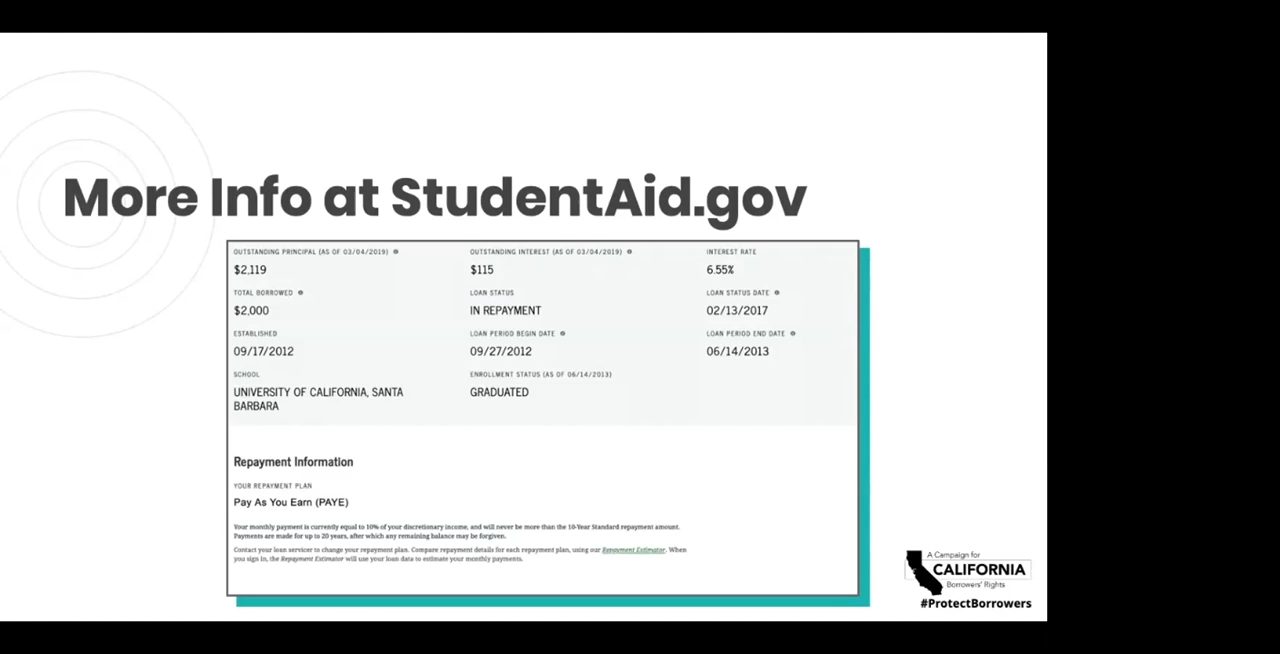 More Info at StudentAid.gov
OUTSTANDING PRINCIPAL (AS OF 03/04/2019)
OUTSTANDING INTEREST (AS OF 03/04/2019)
INTEREST RATE
$2,119
$115
6.55%
TOTAL BORROWED
LOAN STATUS
LOAN STATUS DATE
$2,000
IN REPAYMENT
02/13/2017
ESTABLISHED
LOAN PERIOD BEGIN DATE
LOAN PERIOD END DATE
09/17/2012
09/27/2012
06/14/2013
SCHOOL
ENROLLMENT STATUS (AS OF 06/14/2013)
UNIVERSITY OF CALIFORNIA, SANTA
BARBARA
GRADUATED
Repayment Information
YOUR REPAYMENT PLAN
Pay As You Earn (PAYE)
Your monthly payment is currently equal to 10% of your discretionary income, and will never be more than the 10-Year Standard repayment amount.
Payments are made for up to 20 years, after which any remaining balance may be forgiven.
Contact your loan servicer to change your repayment plan. Compare repayment details for each repayment plan, using our Repayment Estimator. When
you sign in, the Repayment Estimator will use your loan data to estimate your monthly payments.
A Campaign for
CALIFORNIA
Borrowers' Rights
#ProtectBorrowers